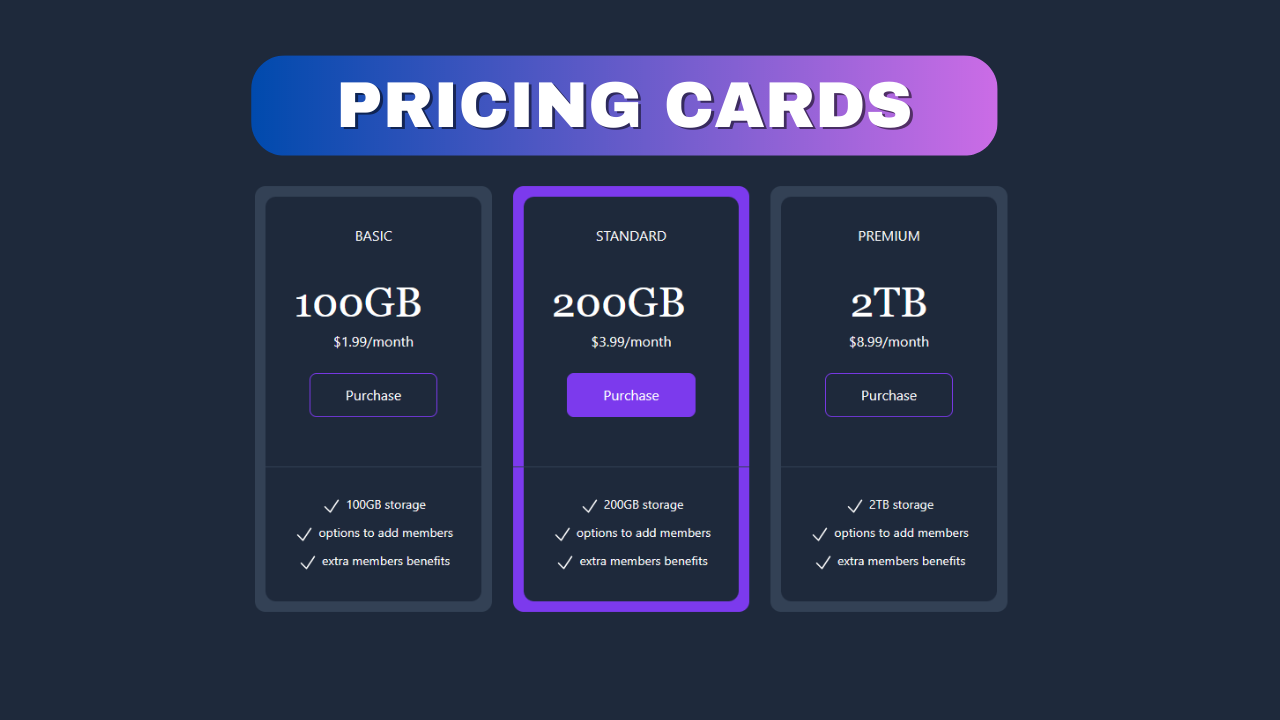 PRICING CARDS
BASIC
100GB
$1.99/month
Purchase
100GB storage
options to add members
extra members benefits
STANDARD
200GB
$3.99/month
Purchase
200GB storage
options to add members
extra members benefits
PREMIUM
2TB
$8.99/month
Purchase
2TB storage
options to add members
extra members benefits